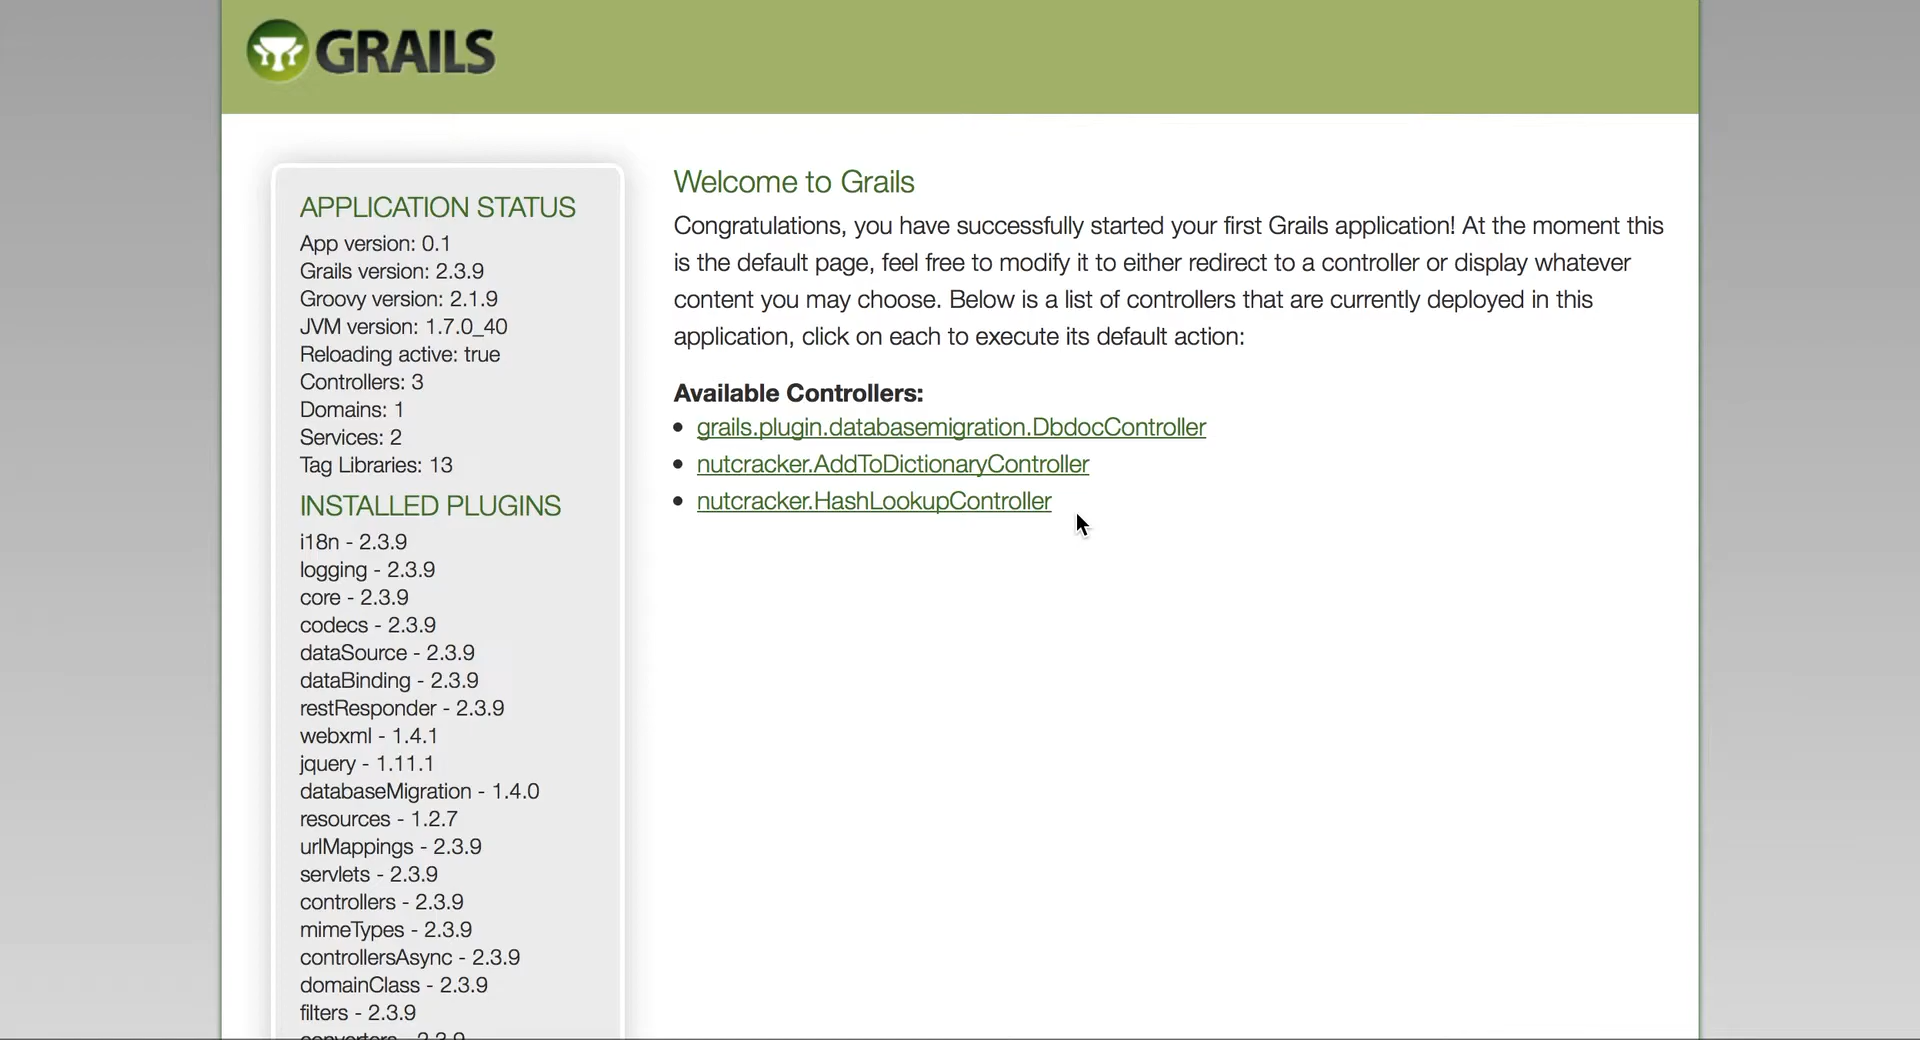 GRAILS
APPLICATION STATUS
App version: 0.1
Grails version: 2.3.9
Groovy version: 2.1.9
JVM version: 1.7.0_40
Reloading active: true
Controllers: 3
Domains: 1
Services: 2
Tag Libraries: 13
INSTALLED PLUGINS
i18n - 2.3.9
logging - 2.3.9
core - 2.3.9
codecs - 2.3.9
dataSource - 2.3.9
dataBinding - 2.3.9
restResponder - 2.3.9
webxml - 1.4.1
jquery - 1.11.1
databaseMigration - 1.4.0
resources - 1.2.7
urlMappings - 2.3.9
servlets - 2.3.9
controllers - 2.3.9
mimeTypes - 2.3.9
controllersAsync - 2.3.9
domainClass - 2.3.9
filters - 2.3.9
converters - 2.3.9
Welcome to Grails
Congratulations, you have successfully started your first Grails application! At the moment this
is the default page, feel free to modify it to either redirect to a controller or display whatever
content you may choose. Below is a list of controllers that are currently deployed in this
application, click on each to execute its default action:
Available Controllers:
• grails.plugin.databasemigration.DbdocController
• nutcracker.AddToDictionaryController
• nutcracker.HashLookupController